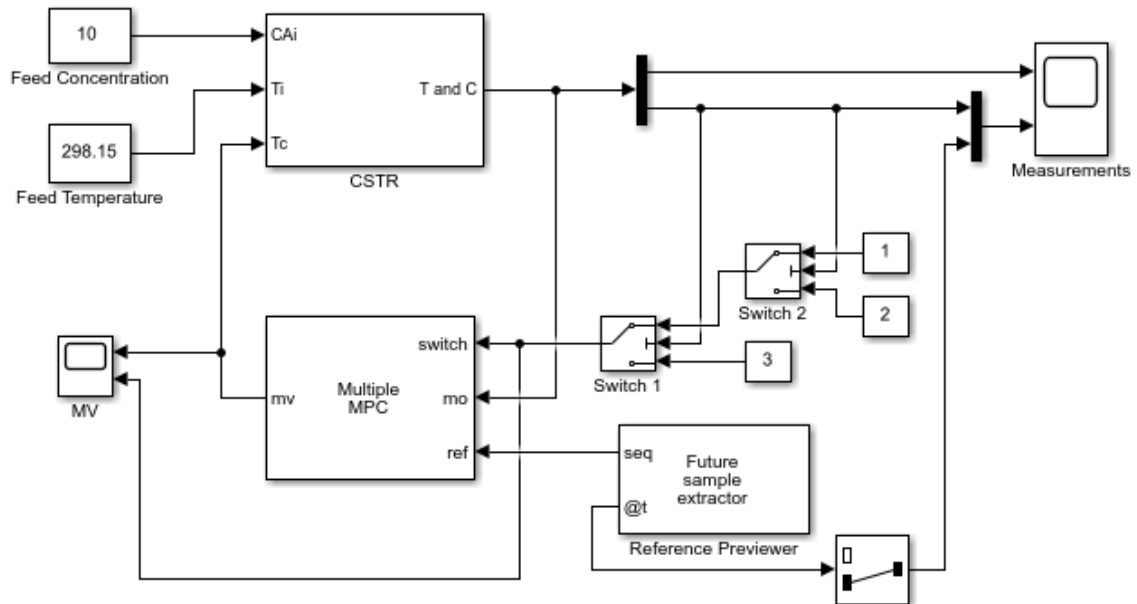 10
Feed Concentration
298.15
Feed Temperature
CAi
Ti
Tc
T and C
CSTR
Measurements
1
2
Switch 2
3
Switch 1
MV
switch
mv
Multiple
MPC
mo
ref
seq
Future
sample
extractor
@t
Reference Previewer